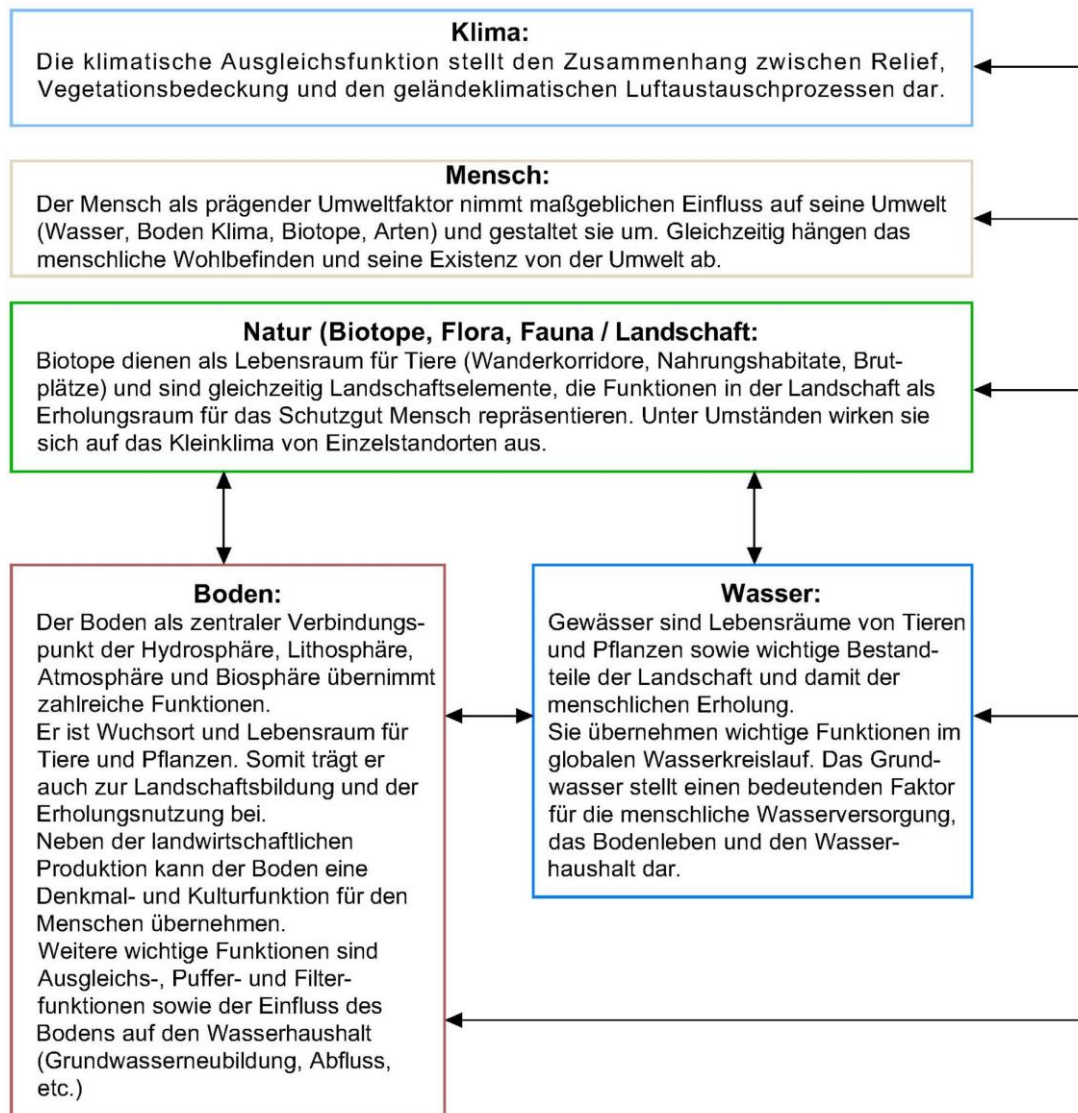 Klima:
Die klimatische Ausgleichsfunktion stellt den Zusammenhang zwischen Relief,
Vegetationsbedeckung und den geländeklimatischen Luftaustauschprozessen dar.
Mensch:
Der Mensch als prägender Umweltfaktor nimmt maßgeblichen Einfluss auf seine Umwelt
(Wasser, Boden Klima, Biotope, Arten) und gestaltet sie um. Gleichzeitig hängen das
menschliche Wohlbefinden und seine Existenz von der Umwelt ab.
Natur (Biotope, Flora, Fauna / Landschaft:
Biotope dienen als Lebensraum für Tiere (Wanderkorridore, Nahrungshabitate, Brut-
plätze) und sind gleichzeitig Landschaftselemente, die Funktionen in der Landschaft als
Erholungsraum für das Schutzgut Mensch repräsentieren. Unter Umständen wirken sie
sich auf das Kleinklima von Einzelstandorten aus.
Boden:
Der Boden als zentraler Verbindungs-
punkt der Hydrosphäre, Lithosphäre,
Atmosphäre und Biosphäre übernimmt
zahlreiche Funktionen.
Er ist Wuchsort und Lebensraum für
Tiere und Pflanzen. Somit trägt er
auch zur Landschaftsbildung und der
Erholungsnutzung bei.
Neben der landwirtschaftlichen
Produktion kann der Boden eine
Denkmal- und Kulturfunktion für den
Menschen übernehmen.
Weitere wichtige Funktionen sind
Ausgleichs-, Puffer- und Filter-
funktionen sowie der Einfluss des
Bodens auf den Wasserhaushalt
(Grundwasserneubildung, Abfluss,
etc.)
Wasser:
Gewässer sind Lebensräume von Tieren
und Pflanzen sowie wichtige Bestand-
teile der Landschaft und damit der
menschlichen Erholung.
Sie übernehmen wichtige Funktionen im
globalen Wasserkreislauf. Das Grund-
wasser stellt einen bedeutenden Faktor
für die menschliche Wasserversorgung,
das Bodenleben und den Wasser-
haushalt dar.